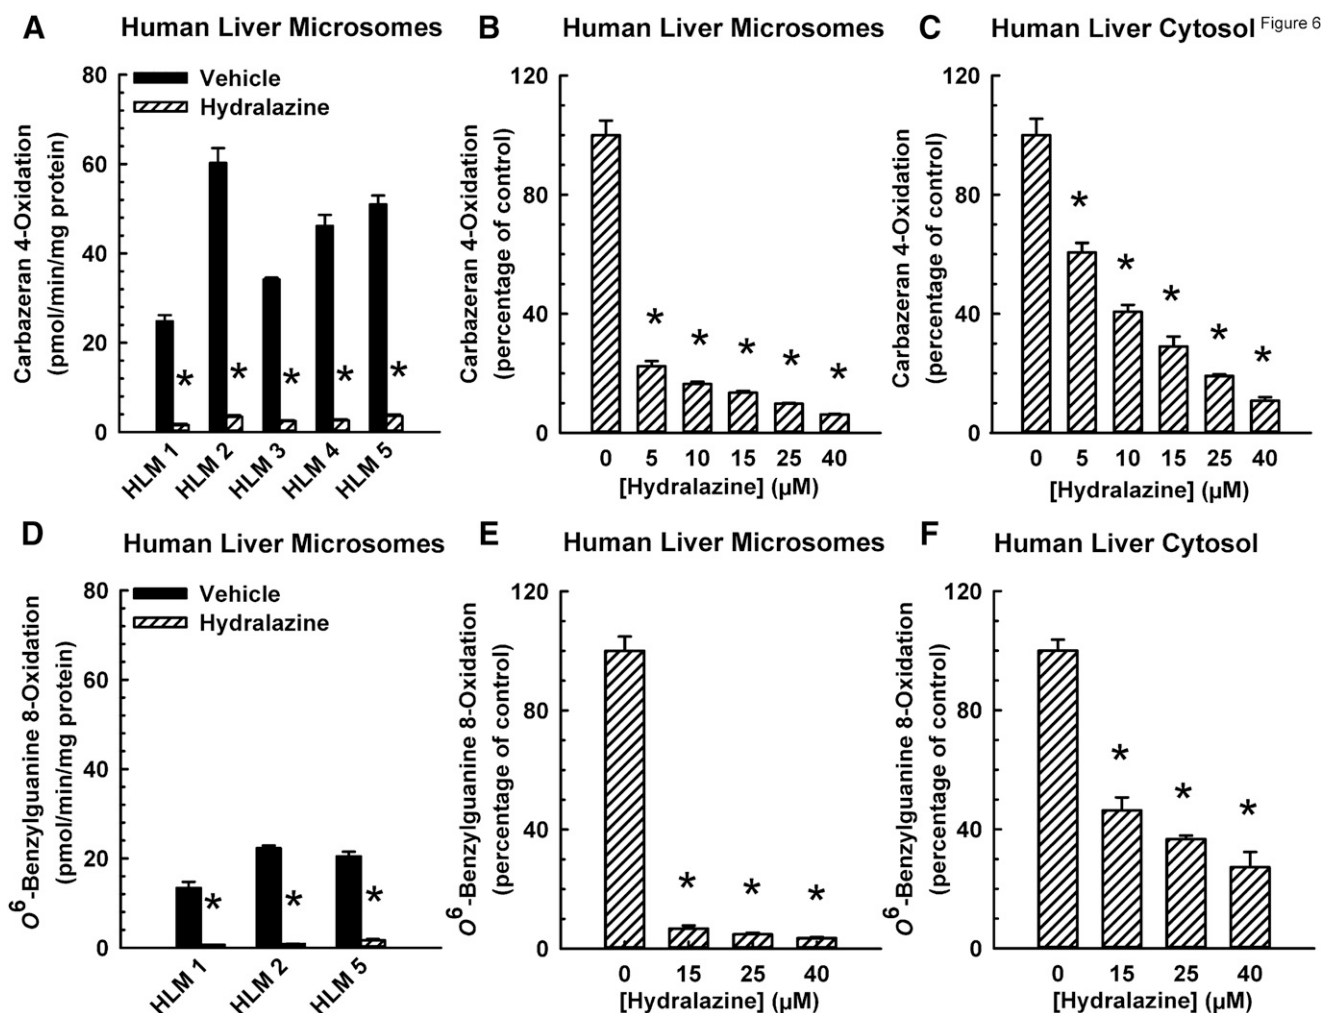 Figure 6
A Human Liver Microsomes
Vehicle
Hydralazine
Carbazeran 4-Oxidation
(pmol/min/mg protein)
80
60
40
20
0
* * * * *
HLM 1 HLM 2 HLM 3 HLM 4 HLM 5
B Human Liver Microsomes
Carbazeran 4-Oxidation
(percentage of control)
120
80
40
0
* * * * *
0 5 10 15 25 40
[Hydralazine] (µM)
C Human Liver Cytosol
Carbazeran 4-Oxidation
(percentage of control)
120
80
40
0
* * * * *
0 5 10 15 25 40
[Hydralazine] (µM)
D Human Liver Microsomes
Vehicle
Hydralazine
O⁶-Benzylguanine 8-Oxidation
(pmol/min/mg protein)
80
60
40
20
0
* * *
HLM 1 HLM 2 HLM 5
E Human Liver Microsomes
O⁶-Benzylguanine 8-Oxidation
(percentage of control)
120
80
40
0
* * *
0 15 25 40
[Hydralazine] (µM)
F Human Liver Cytosol
O⁶-Benzylguanine 8-Oxidation
(percentage of control)
120
80
40
0
* * *
0 15 25 40
[Hydralazine] (µM)